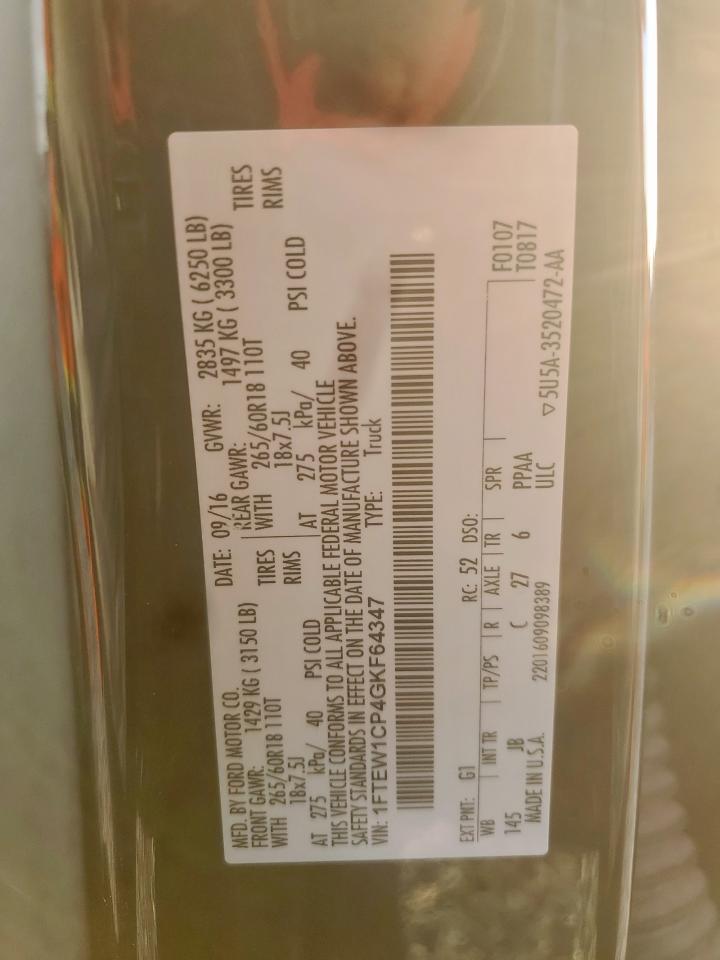 MFD. BY FORD MOTOR CO.
DATE: 09/16 GVWR: 2835 KG ( 6250 LB)
FRONT GAWR: 1429 KG ( 3150 LB) REAR GAWR: 1497 KG ( 3300 LB)
WITH 265/60R18 110T TIRES WITH 265/60R18 110T TIRES
18x7.5J RIMS 18x7.5J RIMS
AT 275 kPa/ 40 PSI COLD AT 275 kPa/ 40 PSI COLD
THIS VEHICLE CONFORMS TO ALL APPLICABLE FEDERAL MOTOR VEHICLE
SAFETY STANDARDS IN EFFECT ON THE DATE OF MANUFACTURE SHOWN ABOVE.
VIN: 1FTEW1CP4GKF64347 TYPE: Truck
EXT PNT: G1 RC: 52 DSO:
WB INT TR TP/PS R AXLE TR SPR F0107
145 JB C 27 6 PPAA T0817
MADE IN U.S.A. 2201609098389 ULC ▽5U5A-3520472-AA